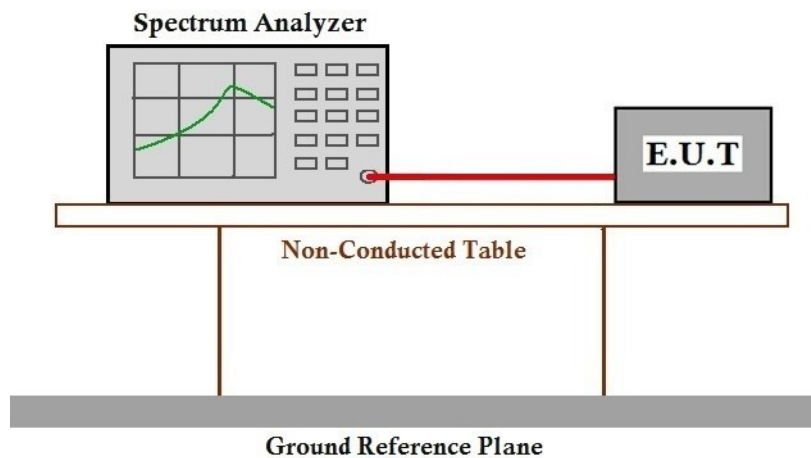 Spectrum Analyzer
E.U.T
Non-Conducted Table
Ground Reference Plane